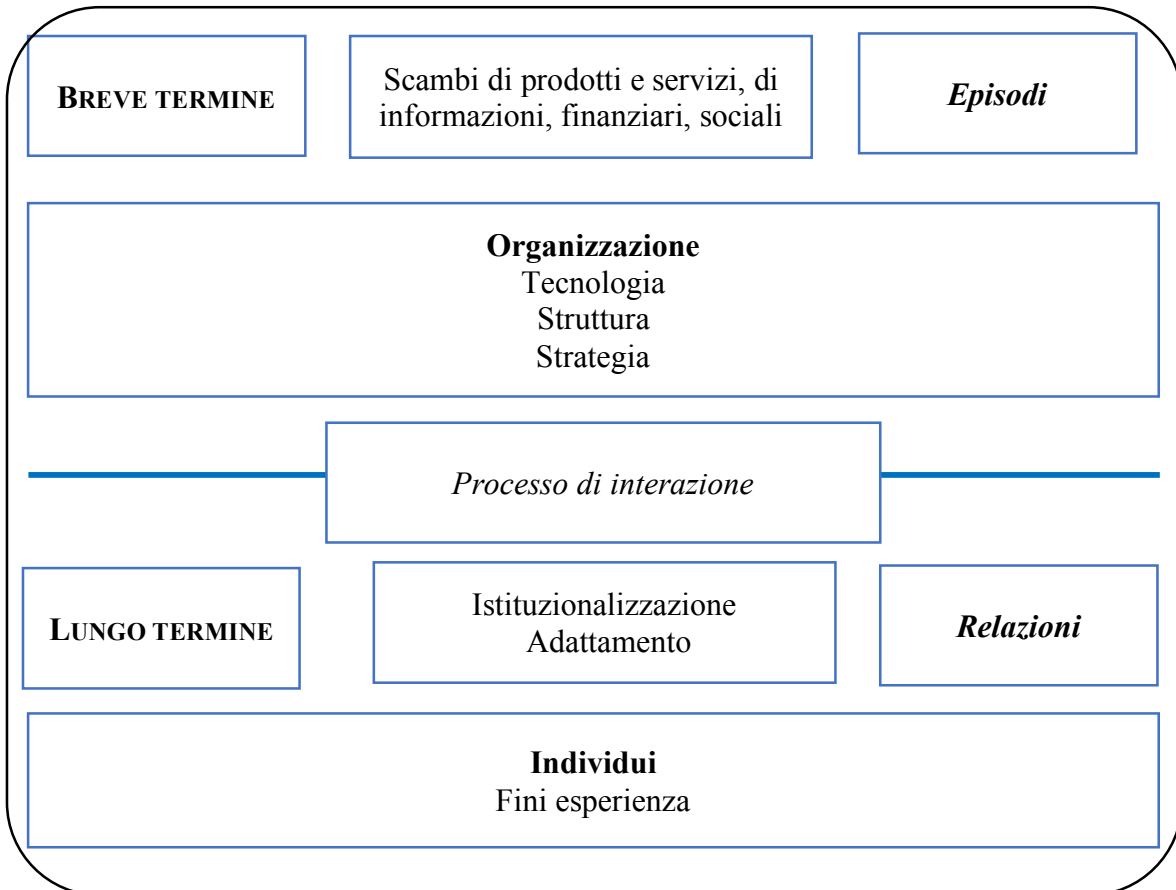 BREVE TERMINE
Scambi di prodotti e servizi, di
informazioni, finanziari, sociali
Episodi
Organizzazione
Tecnologia
Struttura
Strategia
Processo di interazione
LUNGO TERMINE
Istituzionalizzazione
Adattamento
Relazioni
Individui
Fini esperienza